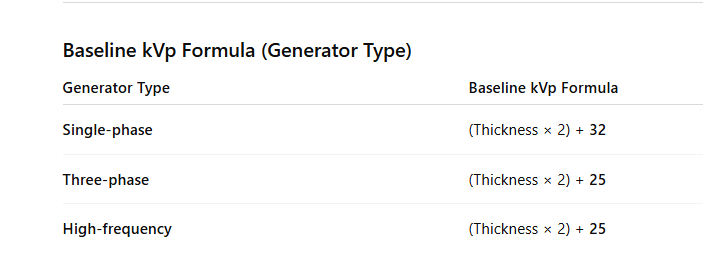 Baseline kVp Formula (Generator Type)
Generator Type Baseline kVp Formula
Single-phase (Thickness × 2) + 32
Three-phase (Thickness × 2) + 25
High-frequency (Thickness × 2) + 25